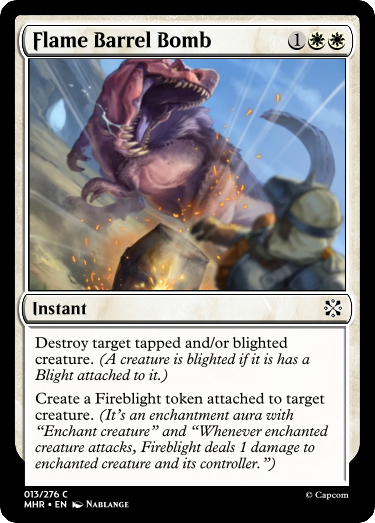 Flame Barrel Bomb 1
Instant
Destroy target tapped and/or blighted
creature. (A creature is blighted if it has a
Blight attached to it.)
Create a Fireblight token attached to target
creature. (It's an enchantment aura with
“Enchant creature” and “Whenever enchanted
creature attacks, Fireblight deals 1 damage to
enchanted creature and its controller.”)
013/276 C
MHR • EN Nablange
© Capcom